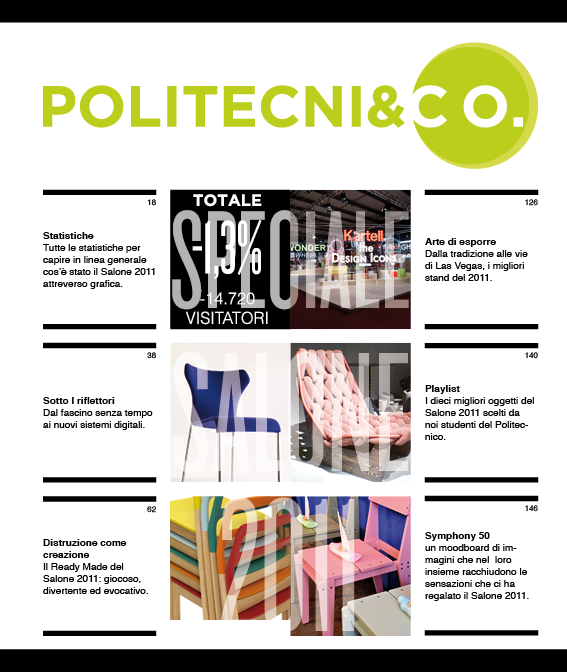 POLITECNI&CO.
18
Statistiche
Tutte le statistiche per
capire in linea generale
cos'è stato il Salone 2011
attreverso grafica.
38
Sotto I riflettori
Dal fascino senza tempo
ai nuovi sistemi digitali.
62
Distruzione come
creazione
Il Ready Made del
Salone 2011: giocoso,
divertente ed evocativo.
TOTALE
-1,3%
-14.720
VISITATORI
Kartell
the
Design Icons
WONDER
SPECIALE
SALONE
2011
126
Arte di esporre
Dalla tradizione alle vie
di Las Vegas, i migliori
stand del 2011.
140
Playlist
I dieci migliori oggetti del
Salone 2011 scelti da
noi studenti del Politec-
nico.
146
Symphony 50
un moodboard di im-
magini che nel loro
insieme racchiudono le
sensazioni che ci ha
regalato il Salone 2011.